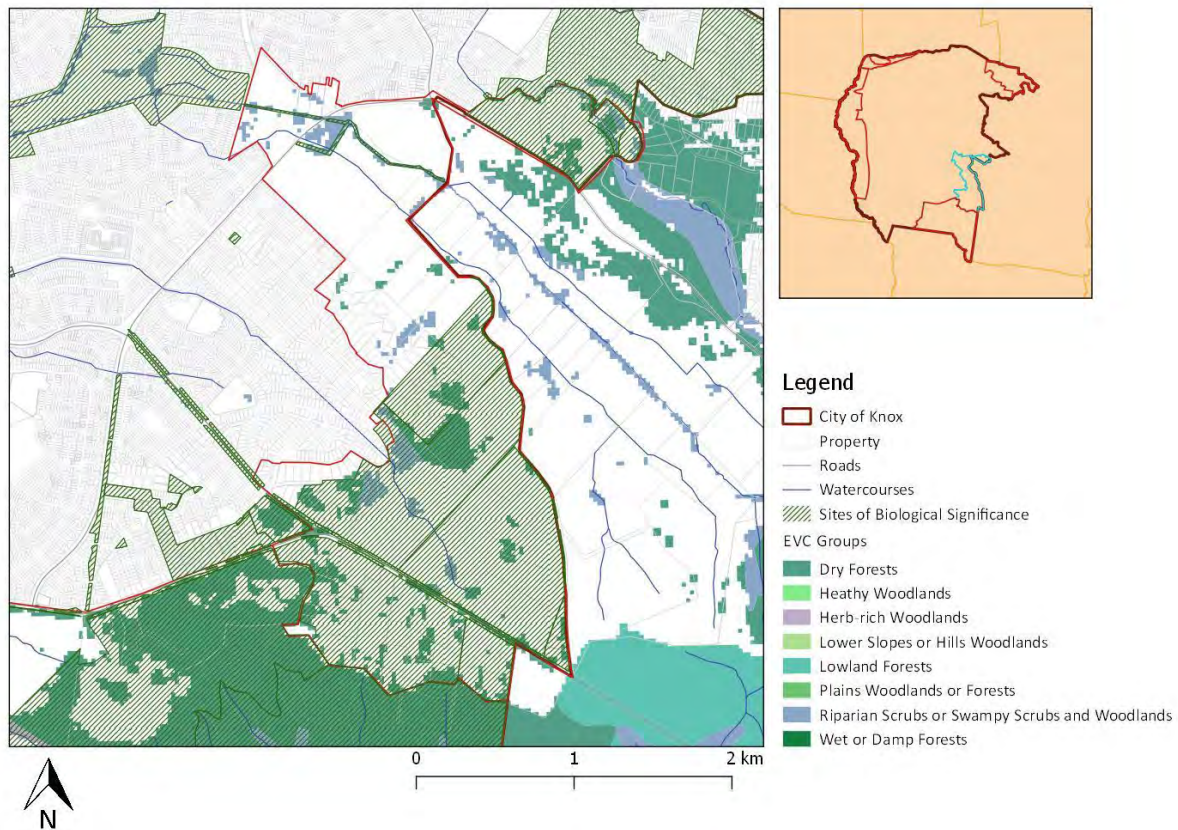 Legend
City of Knox
Property
Roads
Watercourses
Sites of Biological Significance
EVC Groups
Dry Forests
Heathy Woodlands
Herb-rich Woodlands
Lower Slopes or Hills Woodlands
Lowland Forests
Plains Woodlands or Forests
Riparian Scrubs or Swampy Scrubs and Woodlands
Wet or Damp Forests
0 1 2 km
N